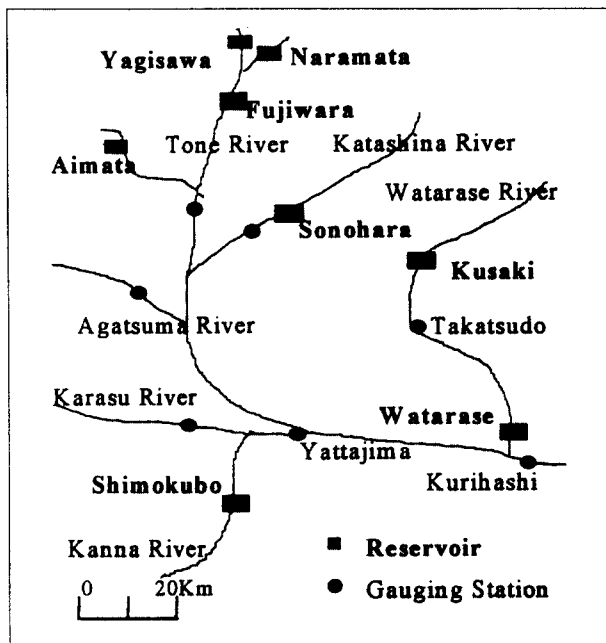 Yagisawa
Naramata
Fujiwara
Tone River
Katashina River
Aimata
Watarase River
Sonohara
Kusaki
Agatsuma River
Takatsudo
Karasu River
Watarase
Yattajima
Kurihashi
Shimokubo
Kanna River
Reservoir
0 20Km
Gauging Station